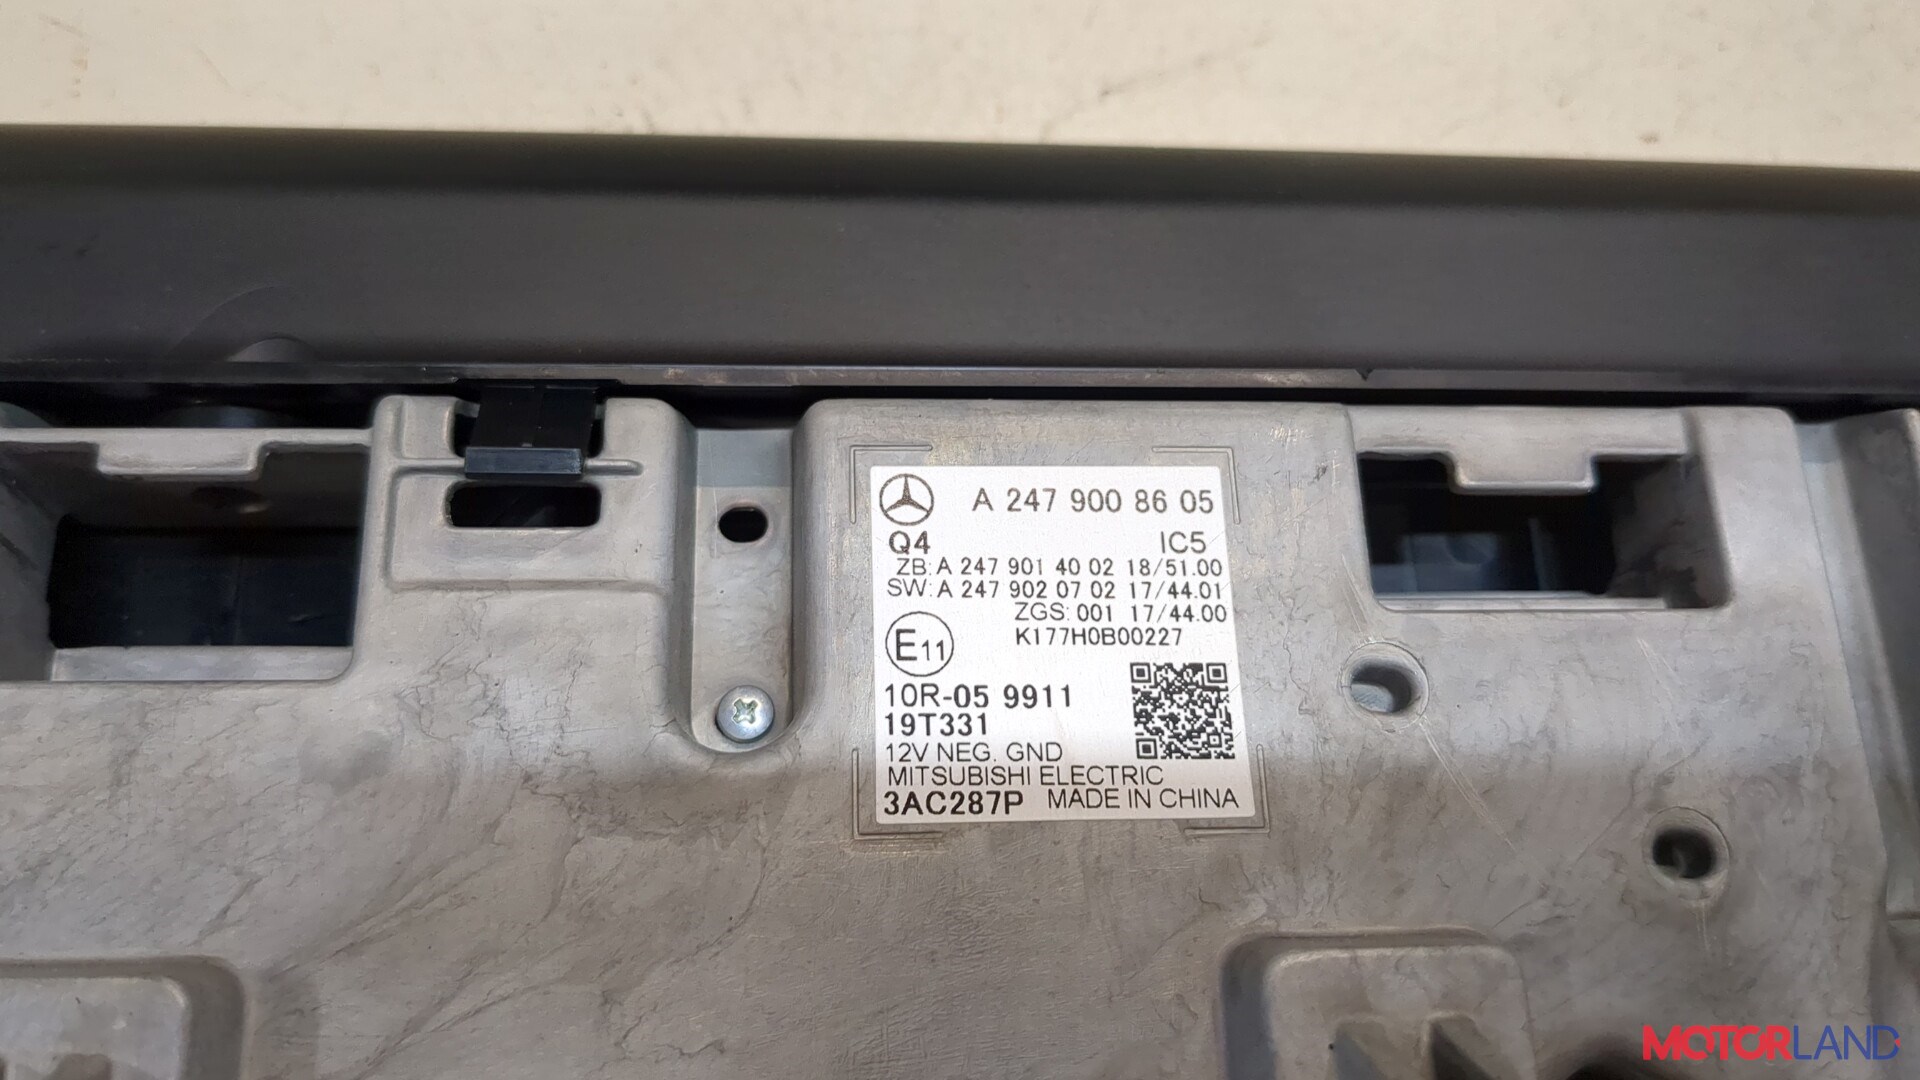 A 247 900 86 05
Q4 IC5
ZB: A 247 901 40 02 18/51.00
SW: A 247 902 07 02 17/44.01
ZGS: 001 17/44.00
K177H0B00227
E11
10R-05 9911
19T331
12V NEG. GND
MITSUBISHI ELECTRIC
3AC287P MADE IN CHINA
MOTORLAND